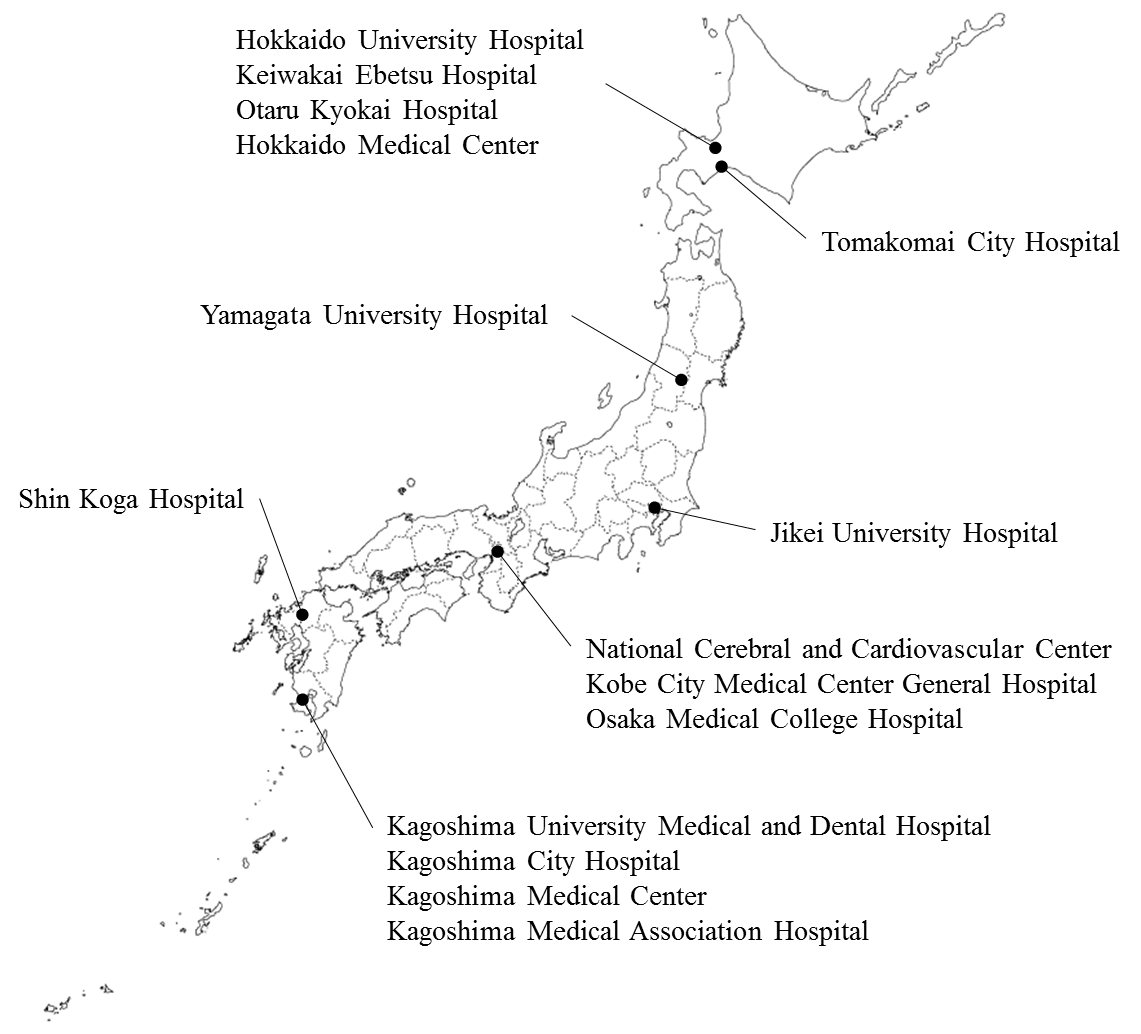 Hokkaido University Hospital
Keiwakai Ebetsu Hospital
Otaru Kyokai Hospital
Hokkaido Medical Center
Tomakomai City Hospital
Yamagata University Hospital
Shin Koga Hospital
Jikei University Hospital
National Cerebral and Cardiovascular Center
Kobe City Medical Center General Hospital
Osaka Medical College Hospital
Kagoshima University Medical and Dental Hospital
Kagoshima City Hospital
Kagoshima Medical Center
Kagoshima Medical Association Hospital